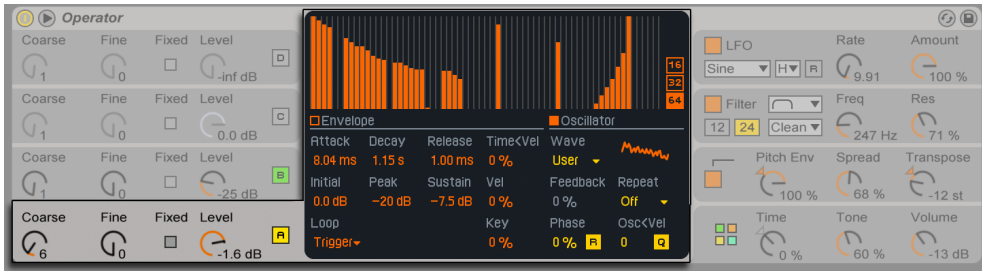 Operator
Coarse Fine Fixed Level
1 0 -inf dB D
Coarse Fine Fixed Level
1 0 0.0 dB C
Coarse Fine Fixed Level
1 0 -25 dB B
Coarse Fine Fixed Level
6 0 -1.6 dB A
16
32
64
Envelope Oscillator
Attack Decay Release Time<Vel Wave
8.04 ms 1.15 s 1.00 ms 0 % User
Initial Peak Sustain Vel Feedback Repeat
0.0 dB -20 dB -7.5 dB 0 % 0 % Off
Loop Key Phase Osc<Vel
Trigger 0 % 0 % R 0 Q
LFO Rate Amount
Sine H R 9.91 100 %
Filter Freq Res
12 24 Clean 247 Hz 71 %
Pitch Env Spread Transpose
100 % 68 % -12 st
Time Tone Volume
0 % 60 % -13 dB